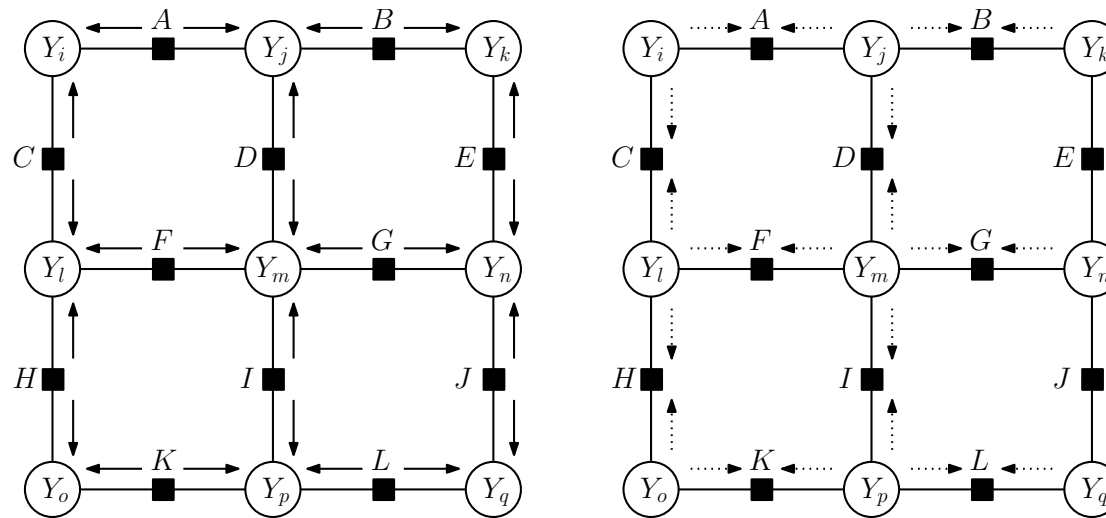 A B A B
Y_i Y_j Y_k Y_i Y_j Y_k
C D E C D E
F G F G
Y_l Y_m Y_n Y_l Y_m Y_n
H I J H I J
K L K L
Y_o Y_p Y_q Y_o Y_p Y_q